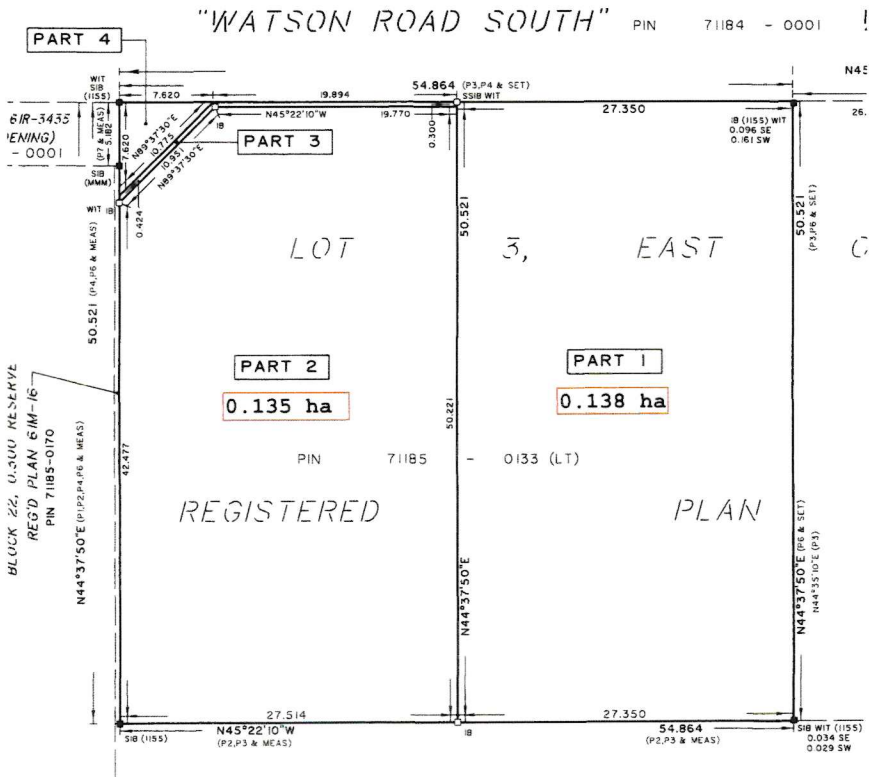 "WATSON ROAD SOUTH" PIN 71184 - 0001
PART 4
N45
WIT
SIB
(1155)
7.620
19.894
54.864 (P3,P4 & SET)
SSIB WIT
27.350
26.
61R-3435
ENING)
- 0001
(P7 & MEAS)
5.182
7.620
N89°37'30"E
10.775
10.951
N89°37'30"E
IB
N45°22'10"W
19.770
0.300
IB (1155) WIT
0.096 SE
0.161 SW
PART 3
SIB
(MMM)
WIT IB
0.424
50.521 (P4,P6 & MEAS)
50.521
50.521
(P3,P6 & MEAS)
LOT 3, EAST
PART 2
PART 1
0.135 ha
0.138 ha
BLOCK 22, 0.300 RESERVE
REG'D PLAN 61M-16
PIN 71185-0170
N44°37'50"E (P1,P2,P4,P6 & MEAS)
42.477
50.221
PIN 71185 - 0133 (LT)
REGISTERED PLAN
N44°37'50"E
N44°37'50"E (P6 & SET)
N44°35'10"E (P3)
27.514
27.350
SIB (1155)
N45°22'10"W
(P2,P3 & MEAS)
IB
54.864
(P2,P3 & MEAS)
SIB WIT (1155)
0.034 SE
0.029 SW